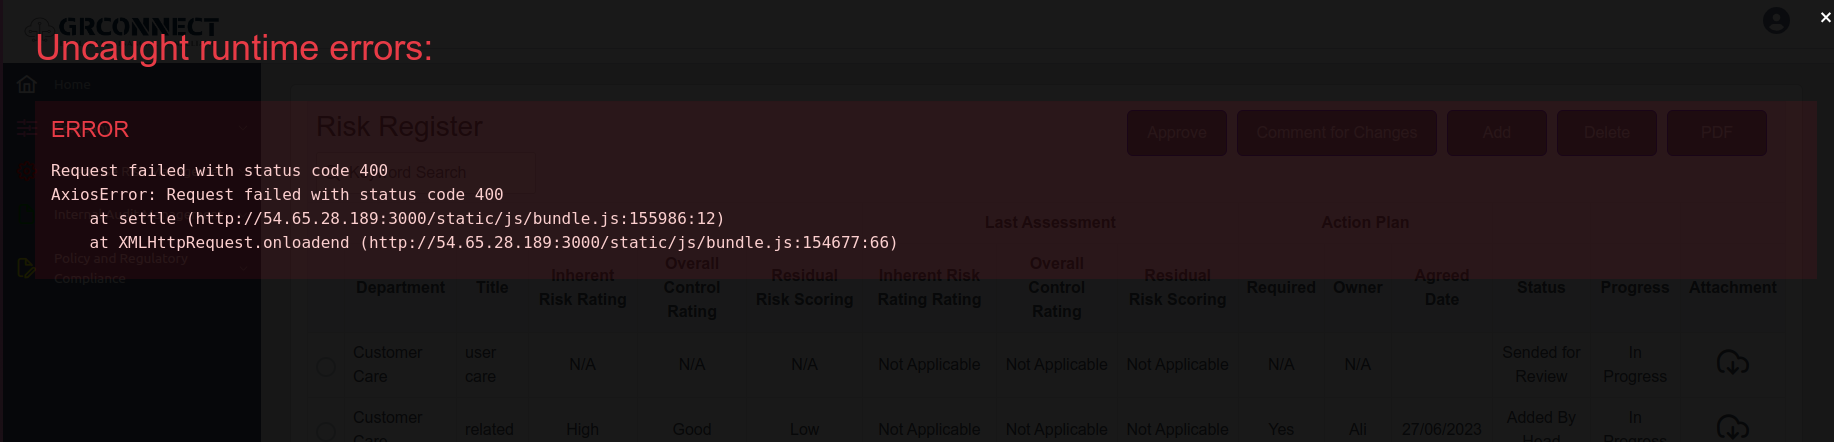 GRCONNECT
Uncaught runtime errors:
×
Home
ERROR
Risk Register
Approve
Comment for Changes
Add
Delete
PDF
Request failed with status code 400
Search
AxiosError: Request failed with status code 400
at settle (http://54.65.28.189:3000/static/js/bundle.js:155986:12)
Last Assessment
Action Plan
at XMLHttpRequest.onloadend (http://54.65.28.189:3000/static/js/bundle.js:154677:66)
Policy and Regulatory
Compliance
Department
Title
Inherent
Risk Rating
Overall
Control
Rating
Residual
Risk Scoring
Inherent Risk
Rating Rating
Overall
Control
Rating
Residual
Risk Scoring
Required
Owner
Agreed
Date
Status
Progress
Attachment
Customer
Care
user
care
N/A
N/A
N/A
Not Applicable
Not Applicable
Not Applicable
N/A
N/A
Sended for
Review
In
Progress
Customer
Care
related
High
Good
Low
Not Applicable
Not Applicable
Not Applicable
Yes
Ali
27/06/2023
Added By
Head
In
Progress